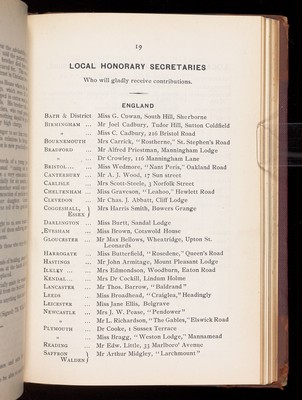 19
LOCAL HONORARY SECRETARIES
Who will gladly receive contributions.
ENGLAND
BATH & DISTRICT Miss G. Cowan, South Hill, Sherborne
BIRMINGHAM ... Mr Joel Cadbury, Tudor Hill, Sutton Coldfield
" ... Miss C. Cadbury, 216 Bristol Road
BOURNEMOUTH Mrs Carrick, "Rostherne," St. Stephen's Road
BRADFORD ... Mr Alfred Priestman, Manningham Lodge
" ... Dr Crowley, 116 Manningham Lane
BRISTOL ... Miss Wedmore, "Nant Peris," Oakland Road
CANTERBURY ... Mr A. J. Wood, 17 Sun street
CARLISLE ... Mrs Scott-Steele, 3 Norfolk Street
CHELTENHAM ... Miss Graveson, "Leahoe," Hewlett Road
CLEVEDON ... Mr Chas. J. Abbatt, Cliff Lodge
COGGESHALL, ESSEX } Mrs Harris Smith, Bowers Grange
DARLINGTON ... Miss Bartt, Sandal Lodge
EVESHAM ... Miss Brown, Cotswold House
GLOUCESTER ... Mr Max Bellows, Wheatridge, Upton St.
Leonards
HARROGATE ... Miss Butterfield, "Rosedene," Queen's Road
HASTINGS ... Mr John Armitage, Mount Pleasant Lodge
ILKLEY ... Mrs Edmondson, Woodburn, Eaton Road
KENDAL ... Mrs Dr Cockill, Lindum Holme
LANCASTER ... Mr Thos. Barrow, "Baldrand"
LEEDS ... Miss Broadhead, "Craiglea," Headingly
LEICESTER ... Miss Jane Ellis, Belgrave
NEWCASTLE ... Mrs J. W. Pease, "Pendower"
" ... Mr L. Richardson, "The Gables," Elswick Road
PLYMOUTH ... Dr Cooke, 1 Sussex Terrace
" ... Miss Bragg, "Weston Lodge," Mannamead
READING ... Mr Edw. Little, 33 Marlboro' Avenue
SAFFRON WALDEN } Mr Arthur Midgley, "Larchmount"